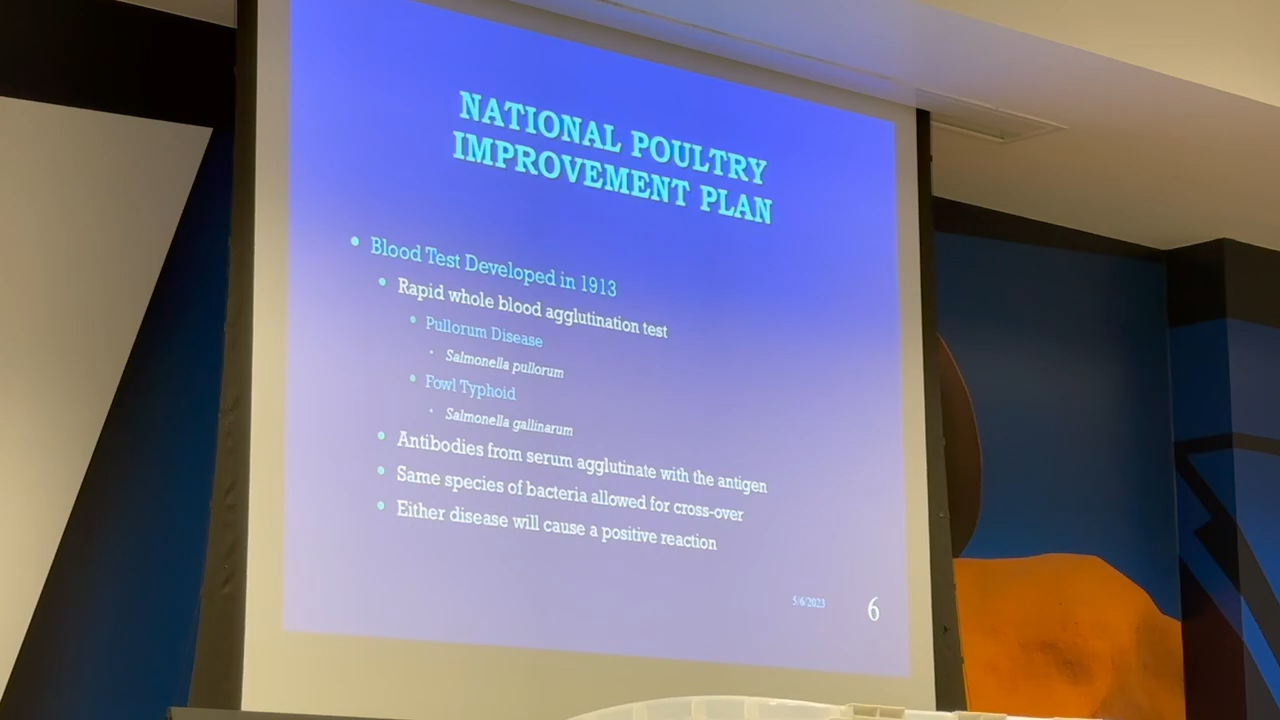 NATIONAL POULTRY
IMPROVEMENT PLAN
• Blood Test Developed in 1913
• Rapid whole blood agglutination test
• Pullorum Disease
• Salmonella pullorum
• Fowl Typhoid
• Salmonella gallinarum
• Antibodies from serum agglutinate with the antigen
• Same species of bacteria allowed for cross-over
• Either disease will cause a positive reaction
5/6/2023
6